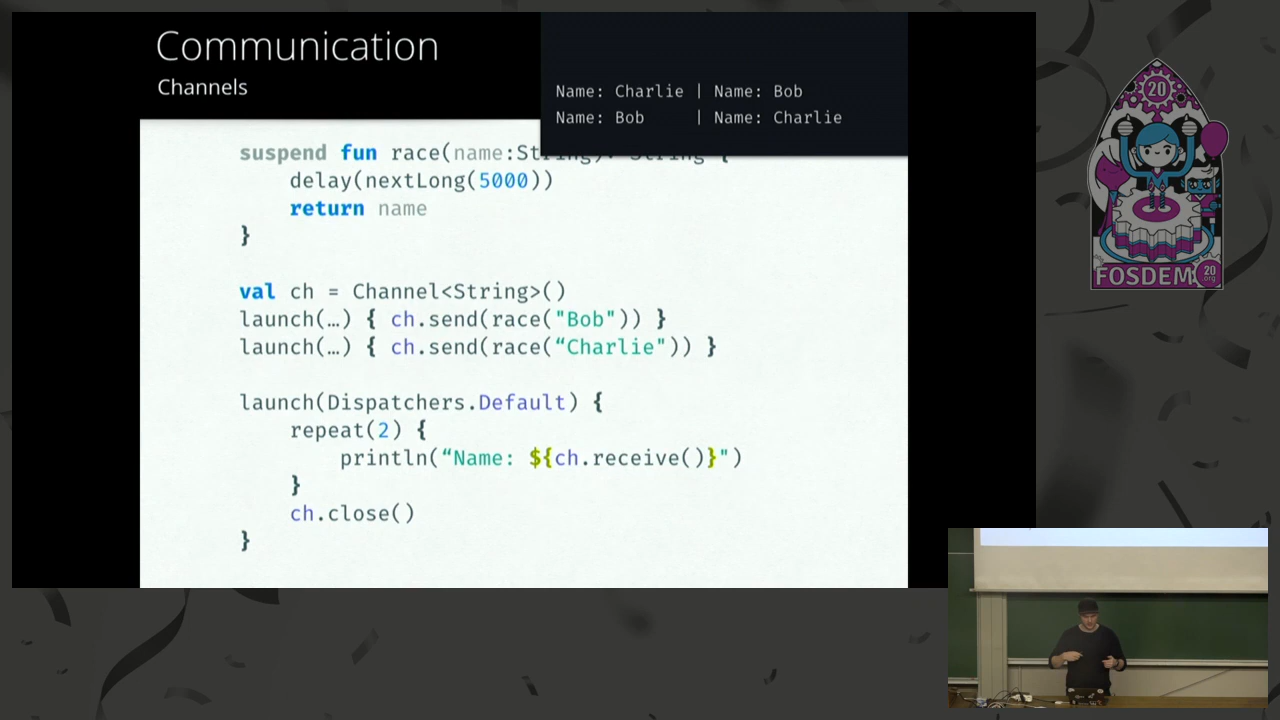 Communication
Channels
Name: Charlie | Name: Bob
Name: Bob | Name: Charlie
suspend fun race(name:String): String {
delay(nextLong(5000))
return name
}
val ch = Channel<String>()
launch(…) { ch.send(race("Bob")) }
launch(…) { ch.send(race(“Charlie")) }
launch(Dispatchers.Default) {
repeat(2) {
println(“Name: ${ch.receive()}")
}
ch.close()
}
20
FOSDEM
20
.org